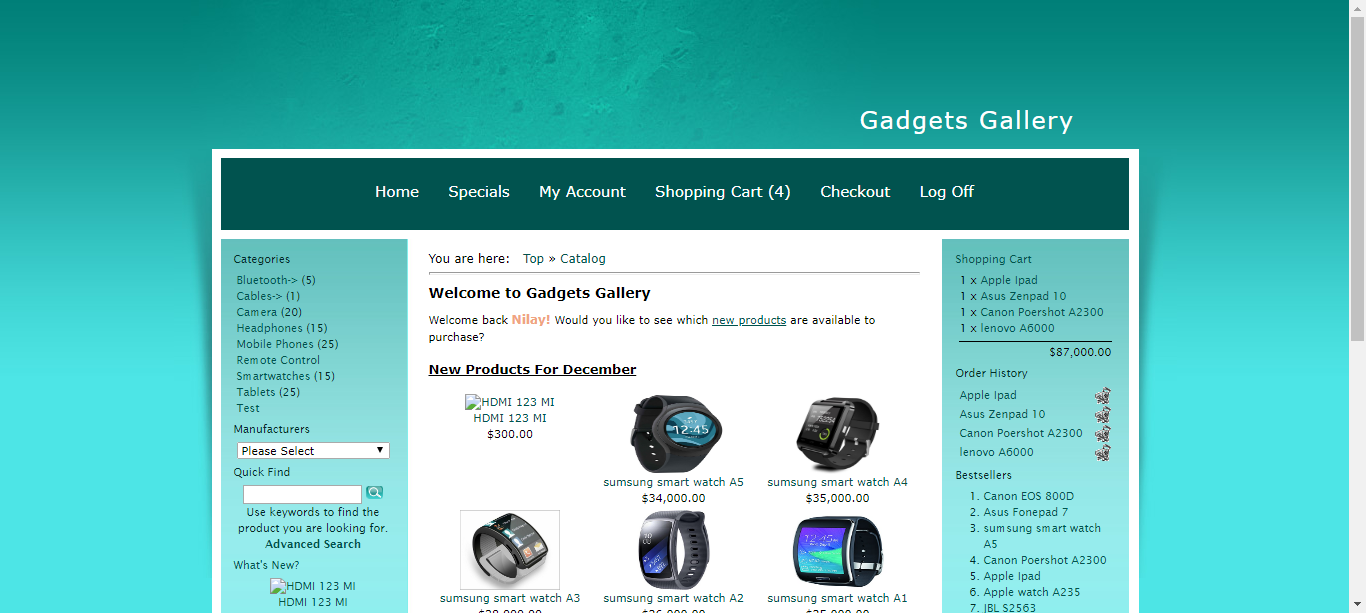 Gadgets Gallery
Home Specials My Account Shopping Cart (4) Checkout Log Off
Categories
Bluetooth-> (5)
Cables-> (1)
Camera (20)
Headphones (15)
Mobile Phones (25)
Remote Control
Smartwatches (15)
Tablets (25)
Test
Manufacturers
Please Select
Quick Find
Use keywords to find the
product you are looking for.
Advanced Search
What's New?
HDMI 123 MI
HDMI 123 MI
You are here: Top » Catalog
Welcome to Gadgets Gallery
Welcome back Nilay! Would you like to see which new products are available to
purchase?
New Products For December
HDMI 123 MI
HDMI 123 MI
$300.00
12:45
sumsung smart watch A5
$34,000.00
sumsung smart watch A4
$35,000.00
sumsung smart watch A3
sumsung smart watch A2
sumsung smart watch A1
Shopping Cart
1 x Apple Ipad
1 x Asus Zenpad 10
1 x Canon Poershot A2300
1 x lenovo A6000
$87,000.00
Order History
Apple Ipad
Asus Zenpad 10
Canon Poershot A2300
lenovo A6000
Bestsellers
1. Canon EOS 800D
2. Asus Fonepad 7
3. sumsung smart watch
A5
4. Canon Poershot A2300
5. Apple Ipad
6. Apple watch A235
7. JBL S2563